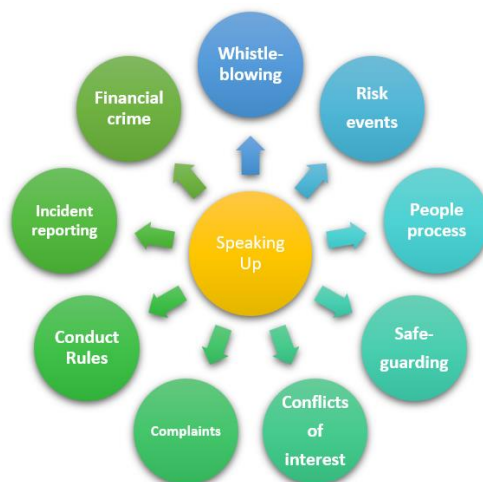 Whistle-
blowing
Risk
events
People
process
Safe-
guarding
Conflicts
of
interest
Complaints
Conduct
Rules
Incident
reporting
Financial
crime
Speaking
Up